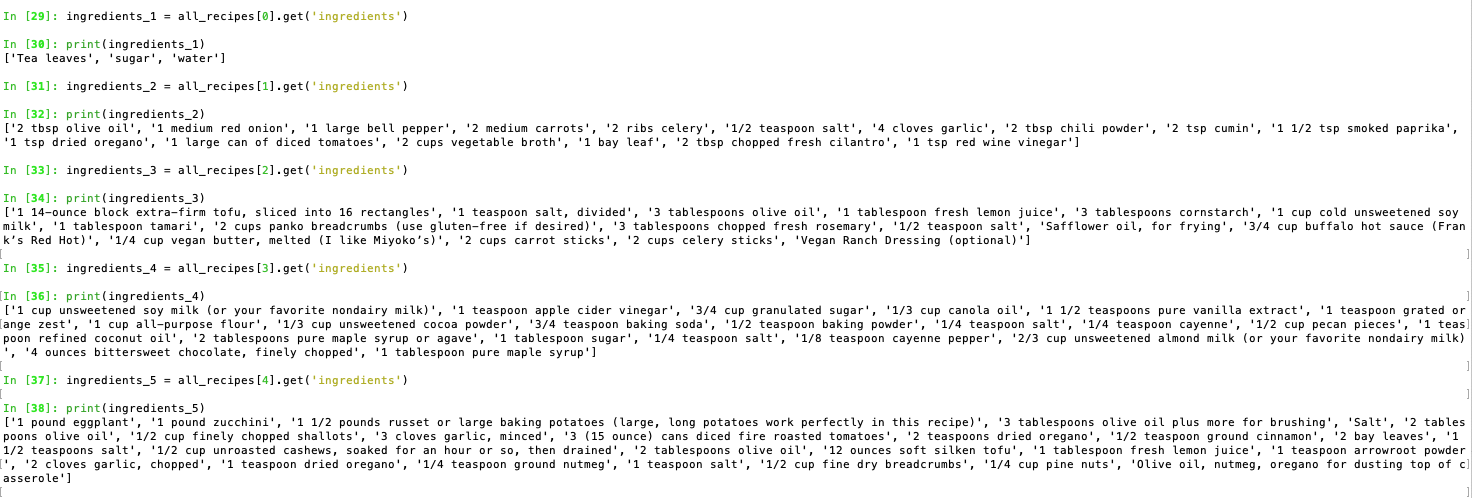 In [29]: ingredients_1 = all_recipes[0].get('ingredients')
In [30]: print(ingredients_1)
['Tea leaves', 'sugar', 'water']
In [31]: ingredients_2 = all_recipes[1].get('ingredients')
In [32]: print(ingredients_2)
['2 tbsp olive oil', '1 medium red onion', '1 large bell pepper', '2 medium carrots', '2 ribs celery', '1/2 teaspoon salt', '4 cloves garlic', '2 tbsp chili powder', '2 tsp cumin', '1 1/2 tsp smoked paprika',
'1 tsp dried oregano', '1 large can of diced tomatoes', '2 cups vegetable broth', '1 bay leaf', '2 tbsp chopped fresh cilantro', '1 tsp red wine vinegar']
In [33]: ingredients_3 = all_recipes[2].get('ingredients')
In [34]: print(ingredients_3)
['1 14–ounce block extra–firm tofu, sliced into 16 rectangles', '1 teaspoon salt, divided', '3 tablespoons olive oil', '1 tablespoon fresh lemon juice', '3 tablespoons cornstarch', '1 cup cold unsweetened soy
milk', '1 tablespoon tamari', '2 cups panko breadcrumbs (use gluten-free if desired)', '3 tablespoons chopped fresh rosemary', '1/2 teaspoon salt', 'Safflower oil, for frying', '3/4 cup buffalo hot sauce (Fran
k’s Red Hot)', '1/4 cup vegan butter, melted (I like Miyoko’s)', '2 cups carrot sticks', '2 cups celery sticks', 'Vegan Ranch Dressing (optional)']
In [35]: ingredients_4 = all_recipes[3].get('ingredients')
In [36]: print(ingredients_4)
['1 cup unsweetened soy milk (or your favorite nondairy milk)', '1 teaspoon apple cider vinegar', '3/4 cup granulated sugar', '1/3 cup canola oil', '1 1/2 teaspoons pure vanilla extract', '1 teaspoon grated or
ange zest', '1 cup all-purpose flour', '1/3 cup unsweetened cocoa powder', '3/4 teaspoon baking soda', '1/2 teaspoon baking powder', '1/4 teaspoon salt', '1/4 teaspoon cayenne', '1/2 cup pecan pieces', '1 teas
poon refined coconut oil', '2 tablespoons pure maple syrup or agave', '1 tablespoon sugar', '1/4 teaspoon salt', '1/8 teaspoon cayenne pepper', '2/3 cup unsweetened almond milk (or your favorite nondairy milk)
', '4 ounces bittersweet chocolate, finely chopped', '1 tablespoon pure maple syrup']
In [37]: ingredients_5 = all_recipes[4].get('ingredients')
In [38]: print(ingredients_5)
['1 pound eggplant', '1 pound zucchini', '1 1/2 pounds russet or large baking potatoes (large, long potatoes work perfectly in this recipe)', '3 tablespoons olive oil plus more for brushing', 'Salt', '2 tables
poons olive oil', '1/2 cup finely chopped shallots', '3 cloves garlic, minced', '3 (15 ounce) cans diced fire roasted tomatoes', '2 teaspoons dried oregano', '1/2 teaspoon ground cinnamon', '2 bay leaves', '1
1/2 teaspoons salt', '1/2 cup unroasted cashews, soaked for an hour or so, then drained', '2 tablespoons olive oil', '12 ounces soft silken tofu', '1 tablespoon fresh lemon juice', '1 teaspoon arrowroot powder
', '2 cloves garlic, chopped', '1 teaspoon dried oregano', '1/4 teaspoon ground nutmeg', '1 teaspoon salt', '1/2 cup fine dry breadcrumbs', '1/4 cup pine nuts', 'Olive oil, nutmeg, oregano for dusting top of c
asserole']